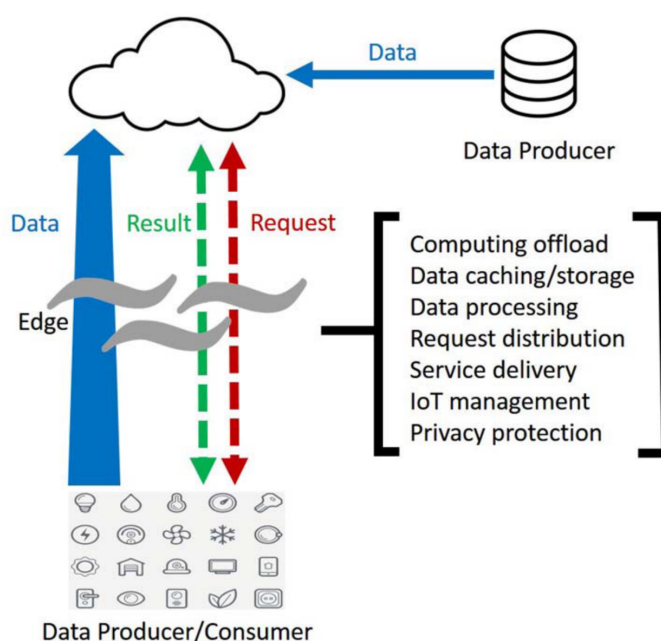 Data
Data Producer
Data
Result
Request
Edge
Computing offload
Data caching/storage
Data processing
Request distribution
Service delivery
IoT management
Privacy protection
Data Producer/Consumer